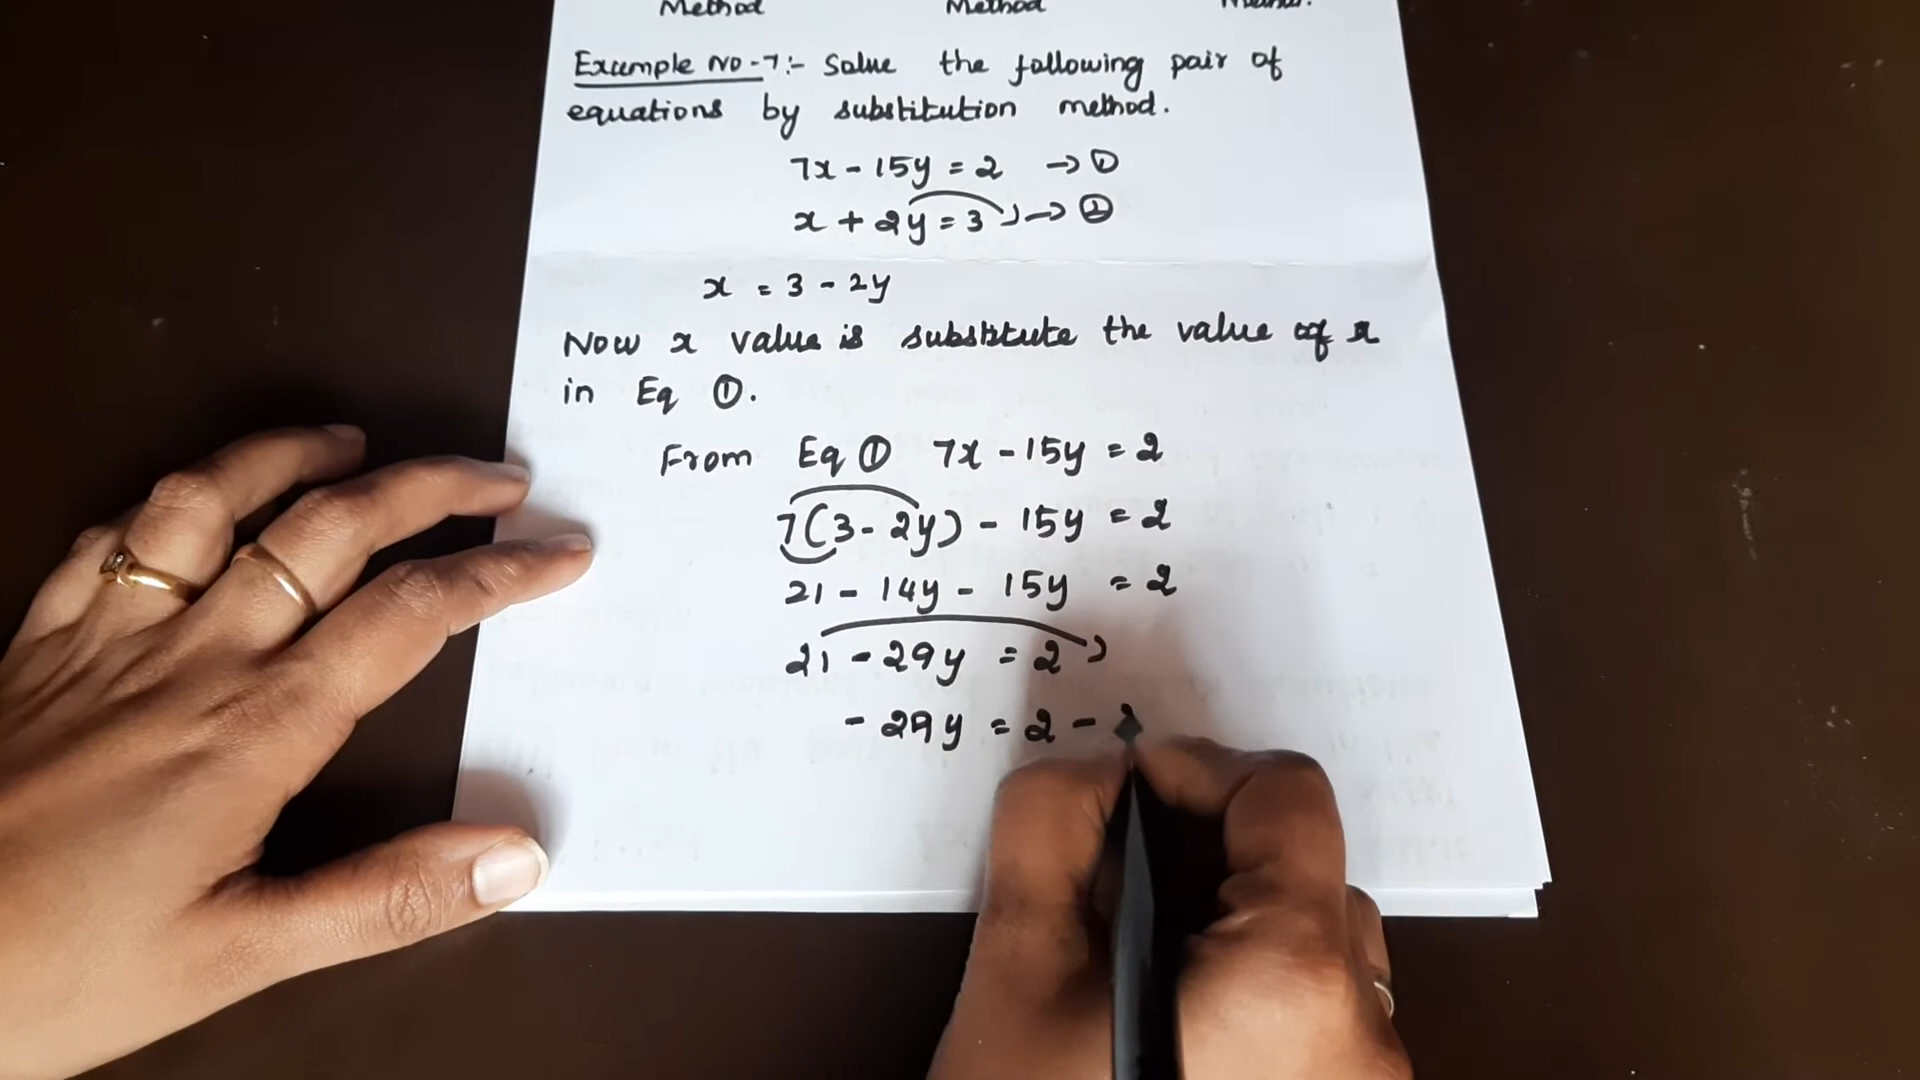 Method Method
Example No-7:- Solve the following pair of
equations by substitution method.
7x - 15y = 2 → ①
x + 2y = 3 → ②
x = 3 - 2y
Now x value is substitute the value of x
in Eq ①.
From Eq ① 7x - 15y = 2
7(3 - 2y) - 15y = 2
21 - 14y - 15y = 2
21 - 29y = 2
- 29y = 2 -